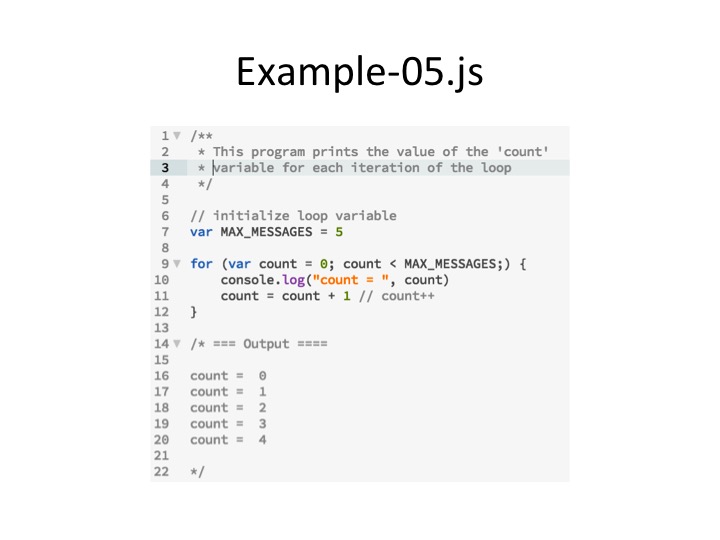 Example-05.js
1 /**
2  * This program prints the value of the 'count'
3  * variable for each iteration of the loop
4  */
5
6 // initialize loop variable
7 var MAX_MESSAGES = 5
8
9 for (var count = 0; count < MAX_MESSAGES;) {
10     console.log("count = ", count)
11     count = count + 1 // count++
12 }
13
14 /* === Output ====
15
16 count =  0
17 count =  1
18 count =  2
19 count =  3
20 count =  4
21
22 */